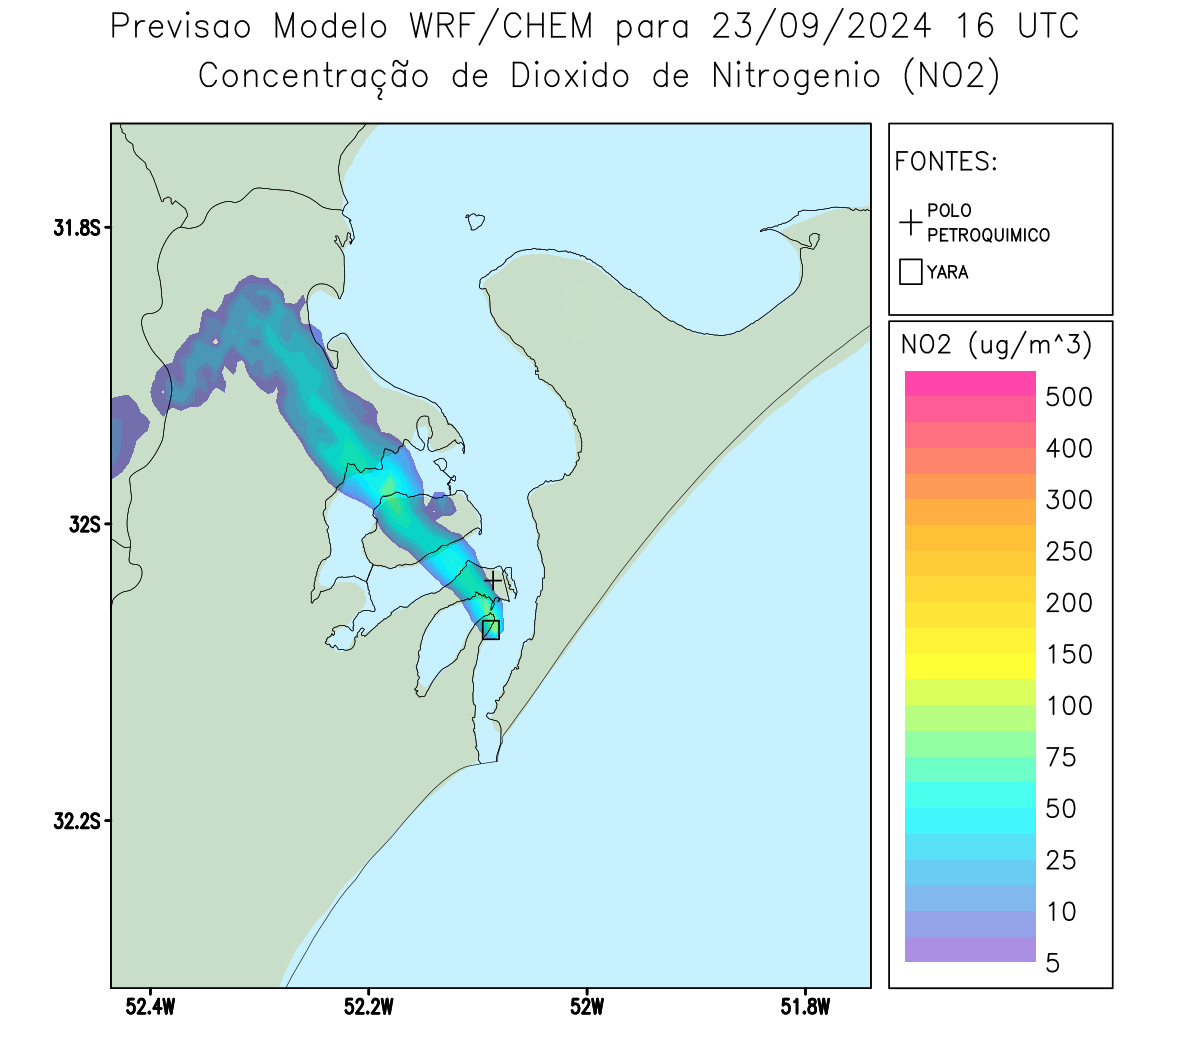 Previsao Modelo WRF/CHEM para 23/09/2024 16 UTC
Concentração de Dioxido de Nitrogenio (NO2)
FONTES:
POLO
PETROQUIMICO
YARA
NO2 (ug/m^3)
500
400
300
250
200
150
100
75
50
25
10
5
31.8S
32S
32.2S
52.4W
52.2W
52W
51.8W